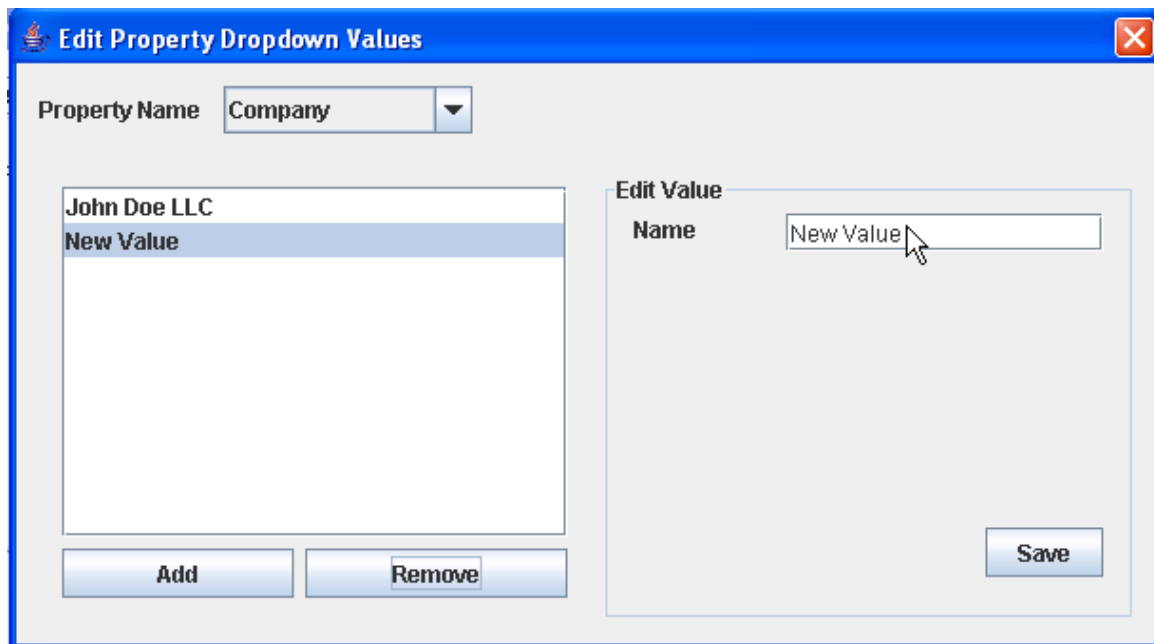 Edit Property Dropdown Values
Property Name Company
John Doe LLC
New Value
Edit Value
Name New Value
Add Remove
Save